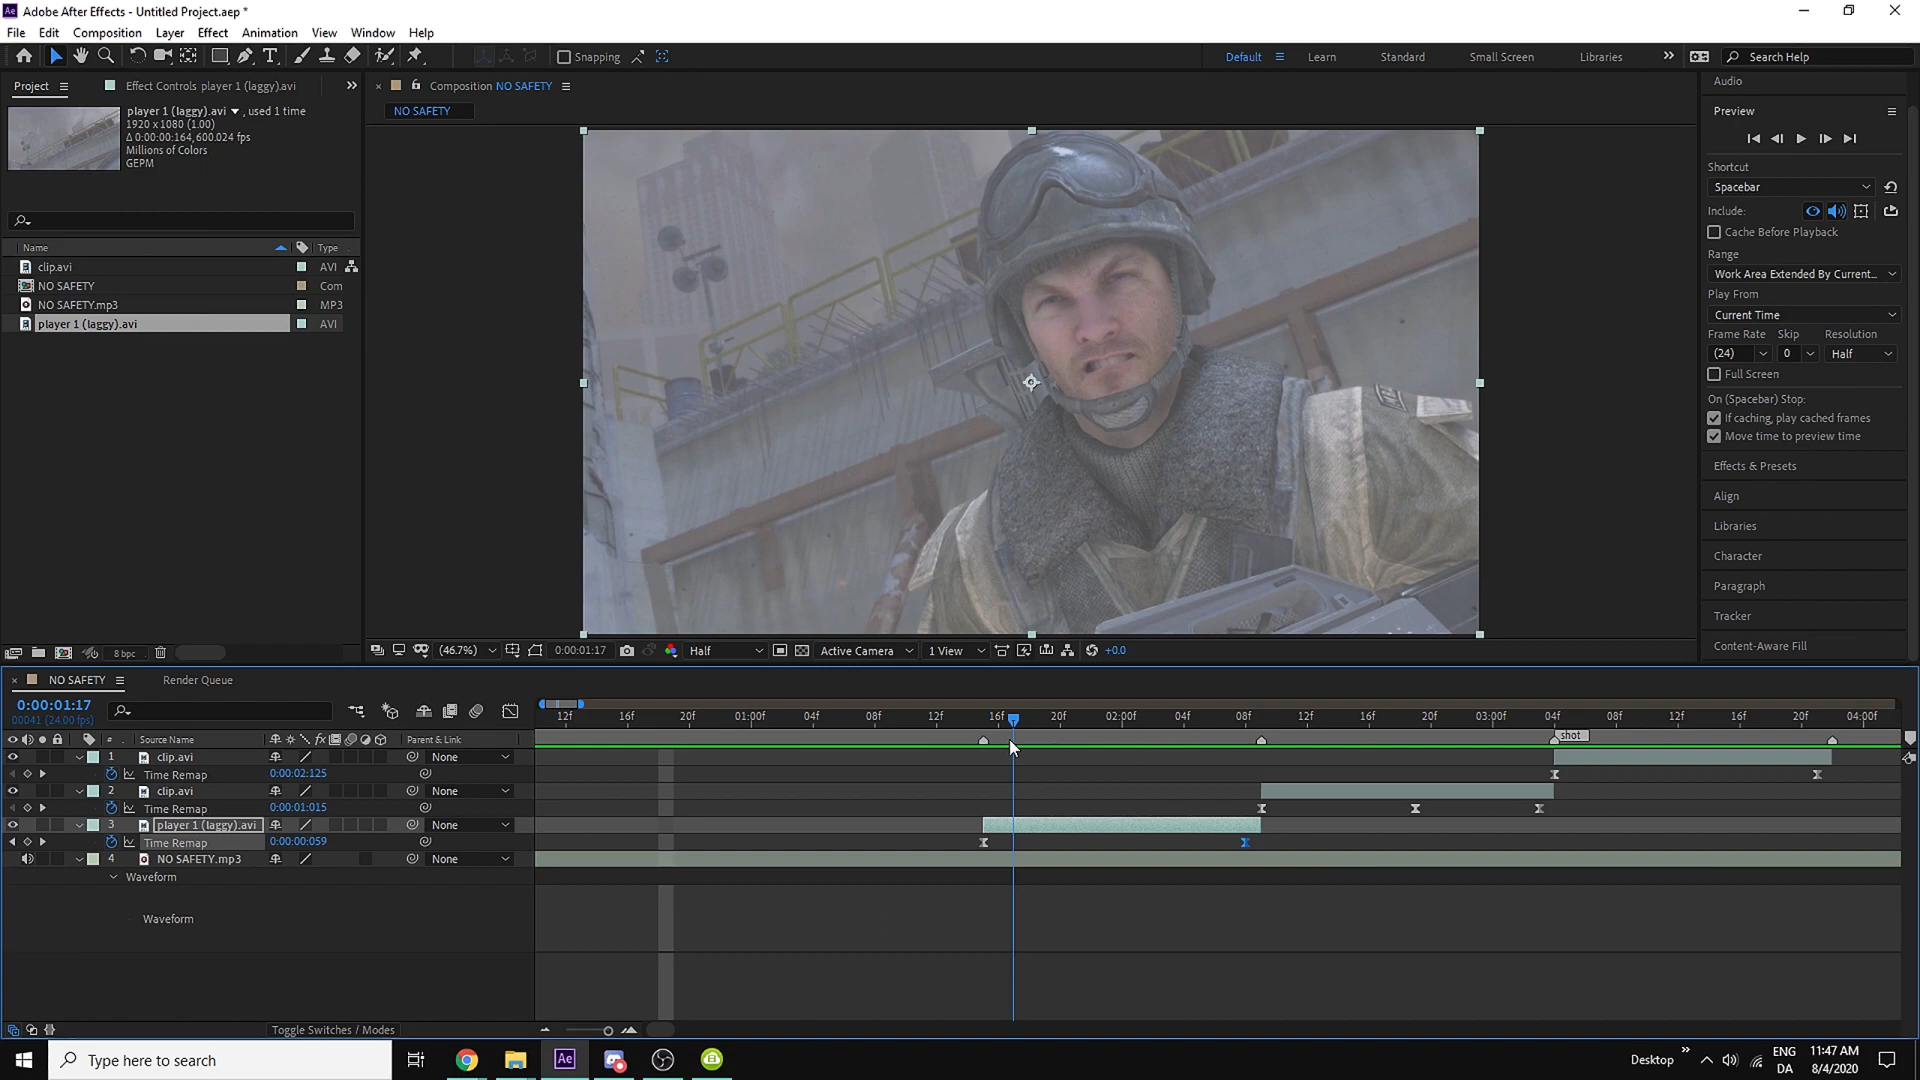 Ae Adobe After Effects - Untitled Project.aep *
File Edit Composition Layer Effect Animation View Window Help
Snapping Default Learn Standard Small Screen Libraries Search Help
Project Effect Controls player 1 (laggy).avi
player 1 (laggy).avi , used 1 time
1920 x 1080 (1.00)
Δ 0:00:00:164, 600.024 fps
Millions of Colors
GEPM
Name Type
clip.avi AVI
NO SAFETY Com
NO SAFETY.mp3 MP3
player 1 (laggy).avi AVI
8 bpc
Composition NO SAFETY
NO SAFETY
(46.7%) 0:00:01:17 Half Active Camera 1 View +0.0
Audio
Preview
Shortcut
Spacebar
Include:
Cache Before Playback
Range
Work Area Extended By Current...
Play From
Current Time
Frame Rate Skip Resolution
(24) 0 Half
Full Screen
On (Spacebar) Stop:
If caching, play cached frames
Move time to preview time
Effects & Presets
Align
Libraries
Character
Paragraph
Tracker
Content-Aware Fill
NO SAFETY Render Queue
0:00:01:17
00041 (24.00 fps)
12f 16f 20f 01:00f 04f 08f 12f 16f 20f 02:00f 04f 08f 12f 16f 20f 03:00f 04f 08f 12f 16f 20f 04:00f
# Source Name fx Parent & Link
shot
1 clip.avi None
Time Remap 0:00:02:125
2 clip.avi None
Time Remap 0:00:01:015
3 player 1 (laggy).avi None
Time Remap 0:00:00:059
4 NO SAFETY.mp3 None
Waveform
Waveform
Toggle Switches / Modes
Type here to search
Ae
Desktop
ENG
DA
11:47 AM
8/4/2020